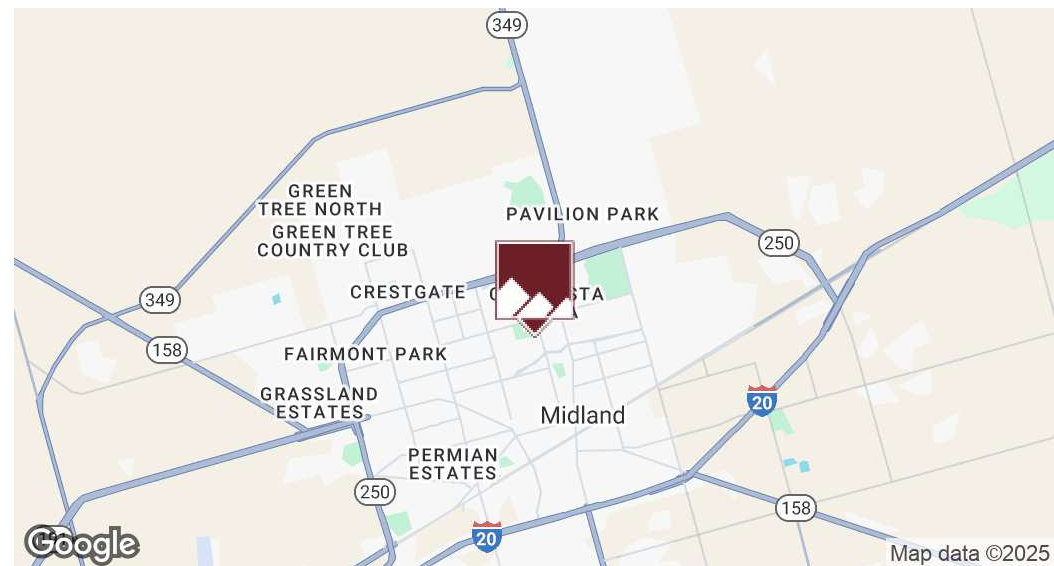 349
GREEN
TREE NORTH
PAVILION PARK
GREEN TREE
COUNTRY CLUB
250
CRESTGATE
349
158
FAIRMONT PARK
GRASSLAND
ESTATES
20
Midland
PERMIAN
ESTATES
250
158
20
Google
Map data ©2025